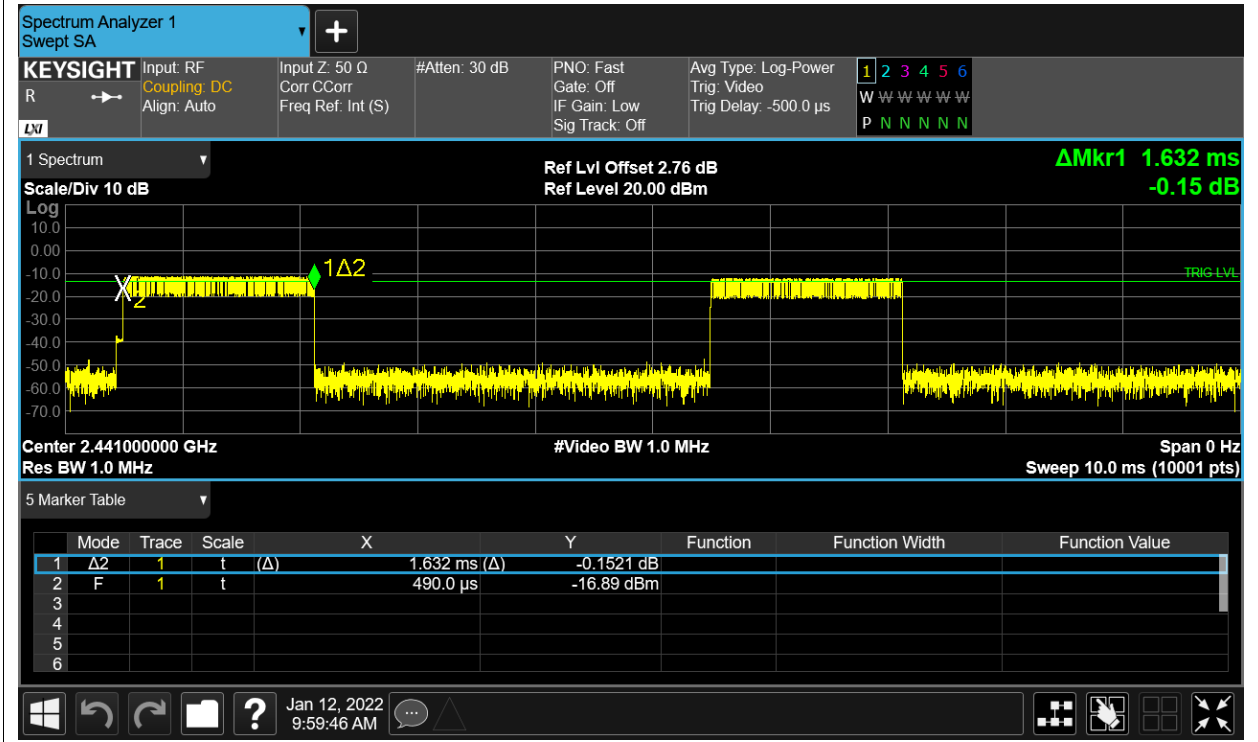 Spectrum Analyzer 1
Swept SA
+
KEYSIGHT Input: RF Input Z: 50 Ω #Atten: 30 dB PNO: Fast Avg Type: Log-Power 1 2 3 4 5 6
R Coupling: DC Corr CCorr Gate: Off Trig: Video W W W W W W
Align: Auto Freq Ref: Int (S) IF Gain: Low Trig Delay: -500.0 µs
LXI Sig Track: Off P N N N N N
1 Spectrum
Ref Lvl Offset 2.76 dB ΔMkr1 1.632 ms
Scale/Div 10 dB Ref Level 20.00 dBm -0.15 dB
Log
10.0
0.00
-10.0 1Δ2 TRIG LVL
-20.0 X2
-30.0
-40.0
-50.0
-60.0
-70.0
Center 2.441000000 GHz #Video BW 1.0 MHz Span 0 Hz
Res BW 1.0 MHz Sweep 10.0 ms (10001 pts)
5 Marker Table
Mode Trace Scale X Y Function Function Width Function Value
1 Δ2 1 t (Δ) 1.632 ms (Δ) -0.1521 dB
2 F 1 t 490.0 µs -16.89 dBm
3
4
5
6
? Jan 12, 2022
9:59:46 AM